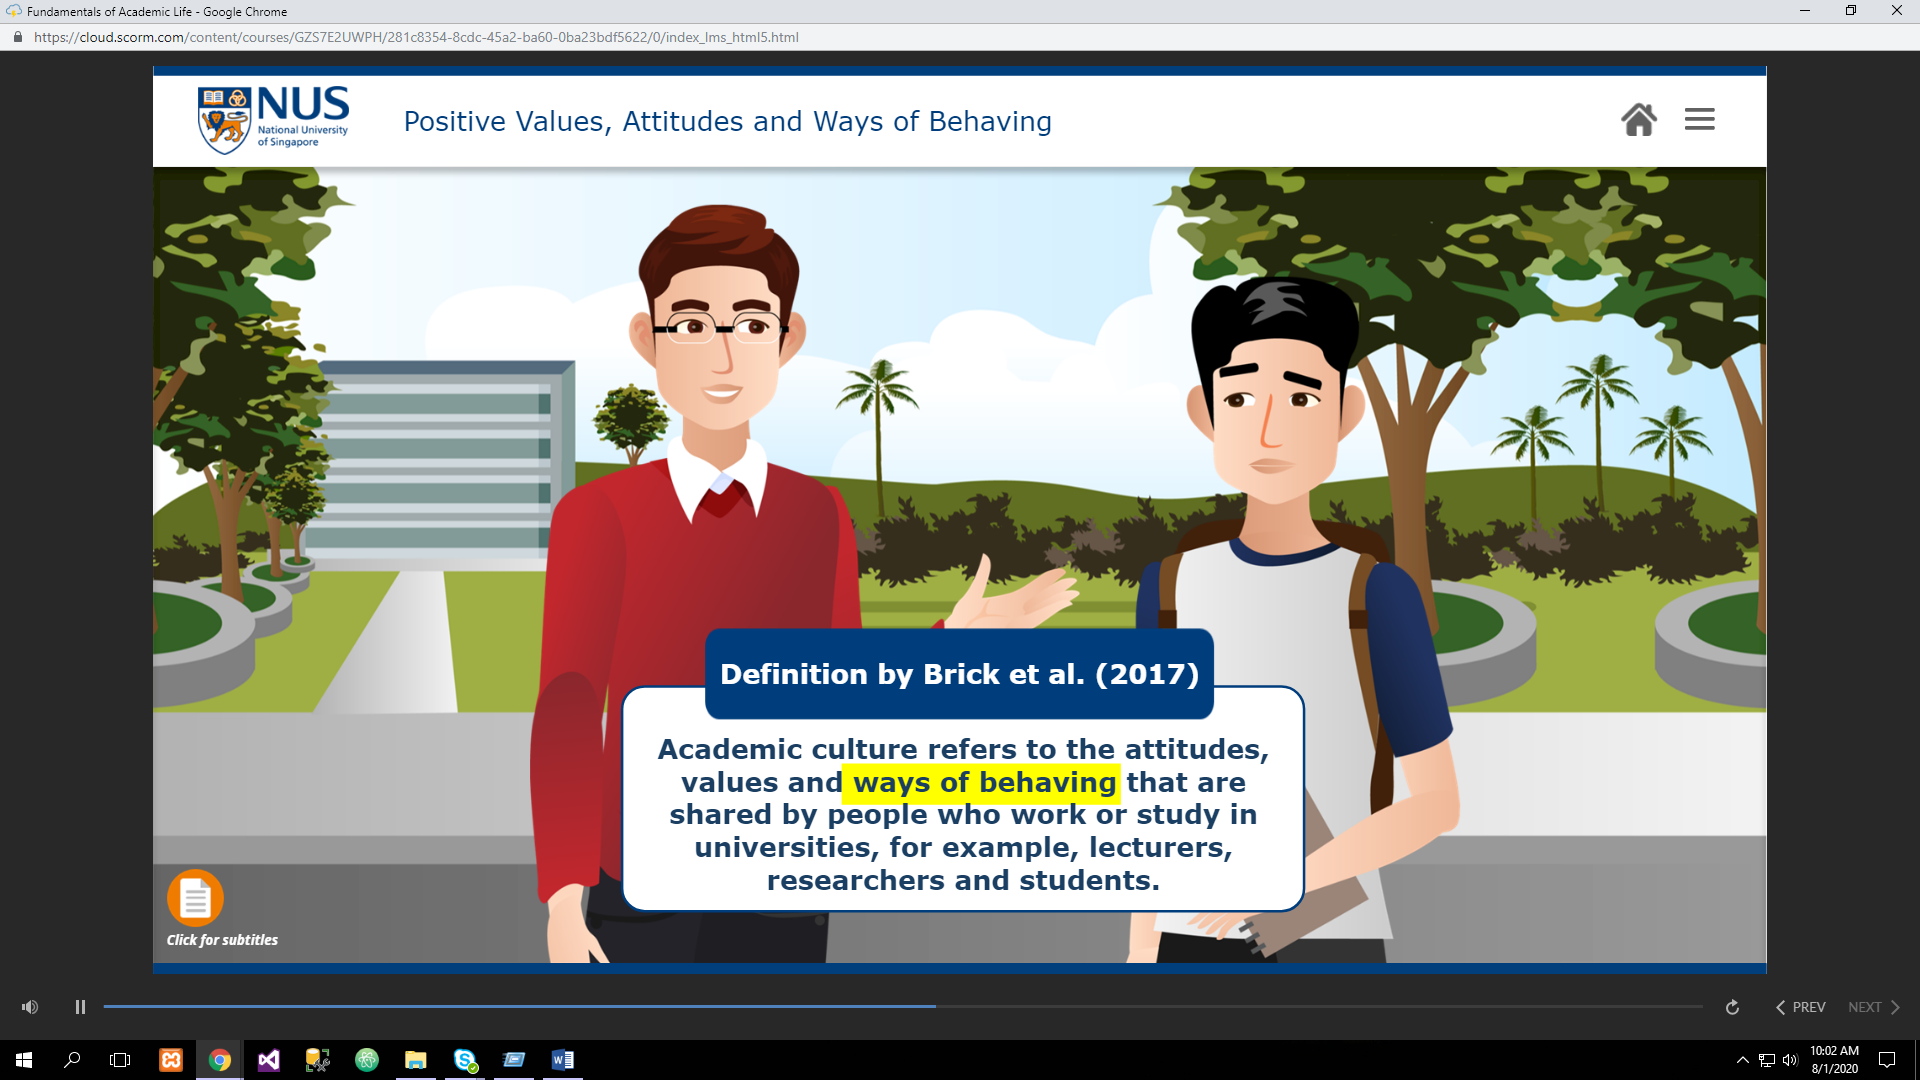 Fundamentals of Academic Life - Google Chrome
https://cloud.scorm.com/content/courses/GZS7E2UWPH/281c8354-8cdc-45a2-ba60-0ba23bdf5622/0/index_lms_html5.html
NUS
National University
of Singapore
Positive Values, Attitudes and Ways of Behaving
Definition by Brick et al. (2017)
Academic culture refers to the attitudes,
values and ways of behaving that are
shared by people who work or study in
universities, for example, lecturers,
researchers and students.
Click for subtitles
PREV
NEXT
10:02 AM
8/1/2020